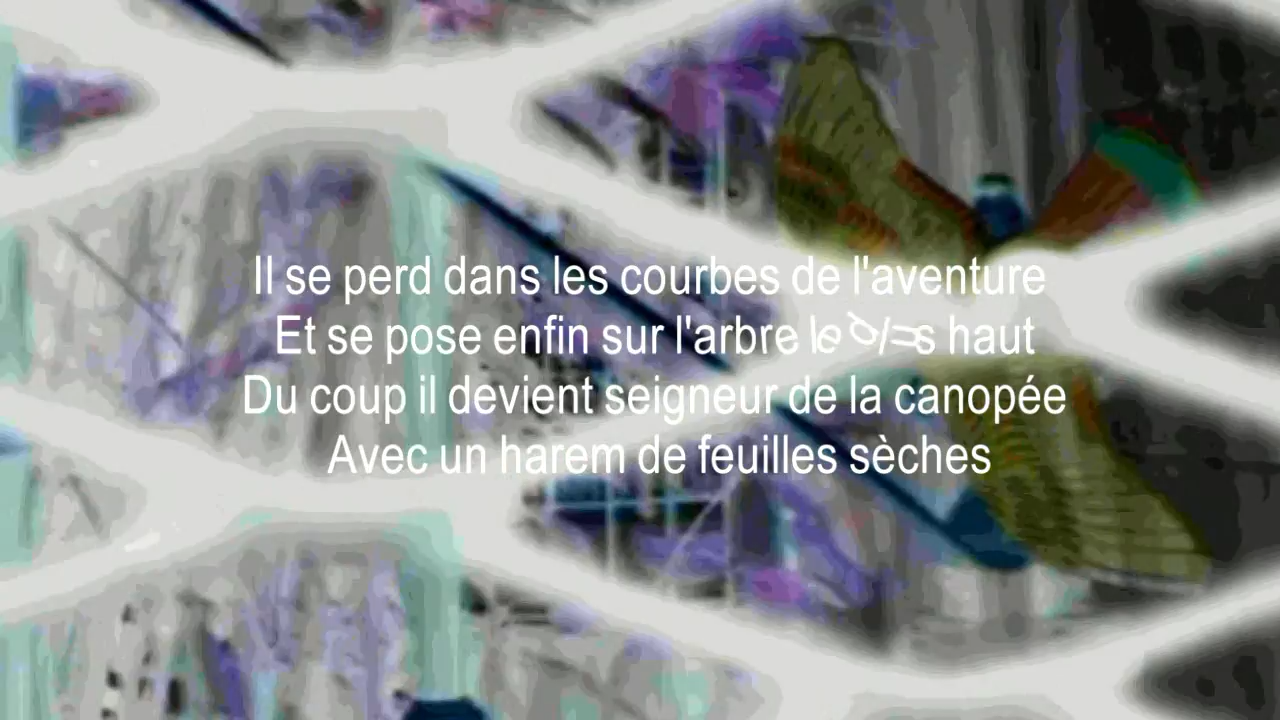 Il se perd dans les courbes de l'aventure
Et se pose enfin sur l'arbre le plus haut
Du coup il devient seigneur de la canopée
Avec un harem de feuilles sèches